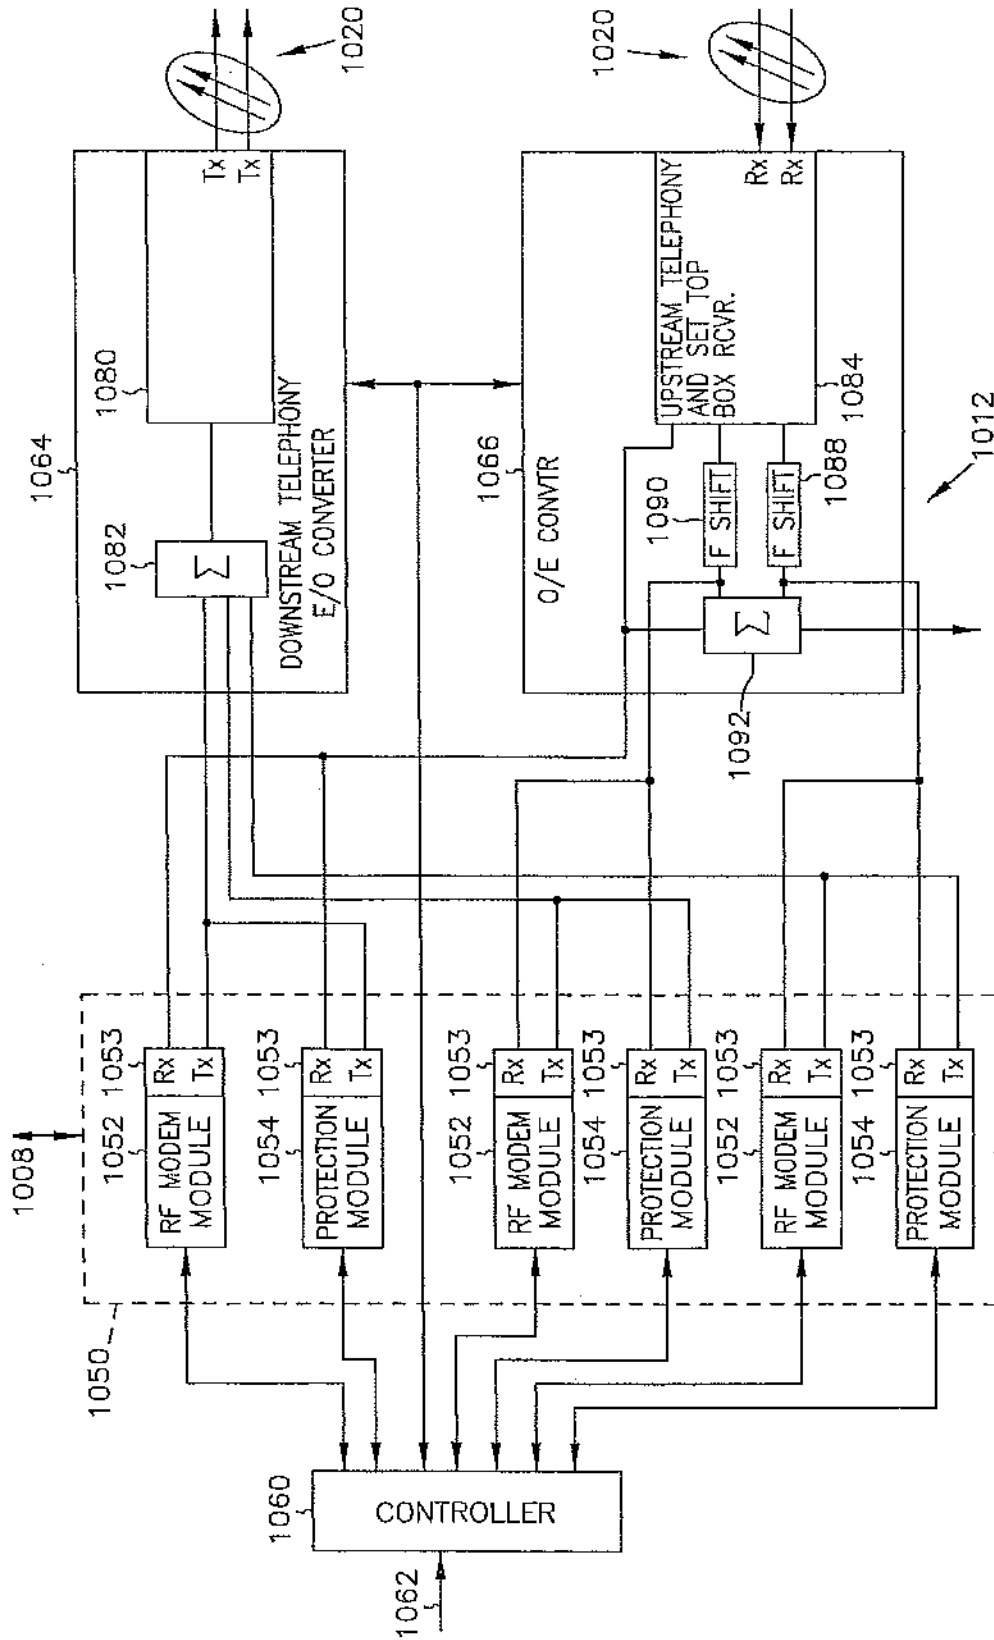 1008
1050
1052
RF MODEM
MODULE
1053
Rx
Tx
1054
PROTECTION
MODULE
1053
Rx
Tx
1052
RF MODEM
MODULE
1053
Rx
Tx
1054
PROTECTION
MODULE
1053
Rx
Tx
1052
RF MODEM
MODULE
1053
Rx
Tx
1054
PROTECTION
MODULE
1053
Rx
Tx
1060
CONTROLLER
1062
1064
1082
Σ
1080
DOWNSTREAM TELEPHONY
E/O CONVERTER
Tx
Tx
1020
1066
O/E CONVTR
1090
F SHIFT
F SHIFT
1088
Σ
1092
UPSTREAM TELEPHONY
AND SET TOP
BOX RCVR.
1084
Rx
Rx
1020
1012